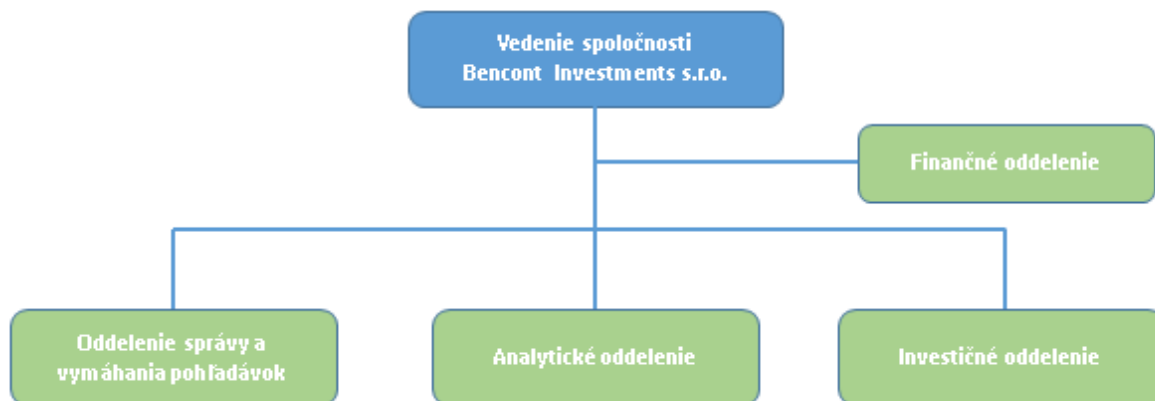 Vedenie spoločnosti
Bencont Investments s.r.o.
Finančné oddelenie
Oddelenie správy a
vymáhania pohľadávok
Analytické oddelenie
Investičné oddelenie